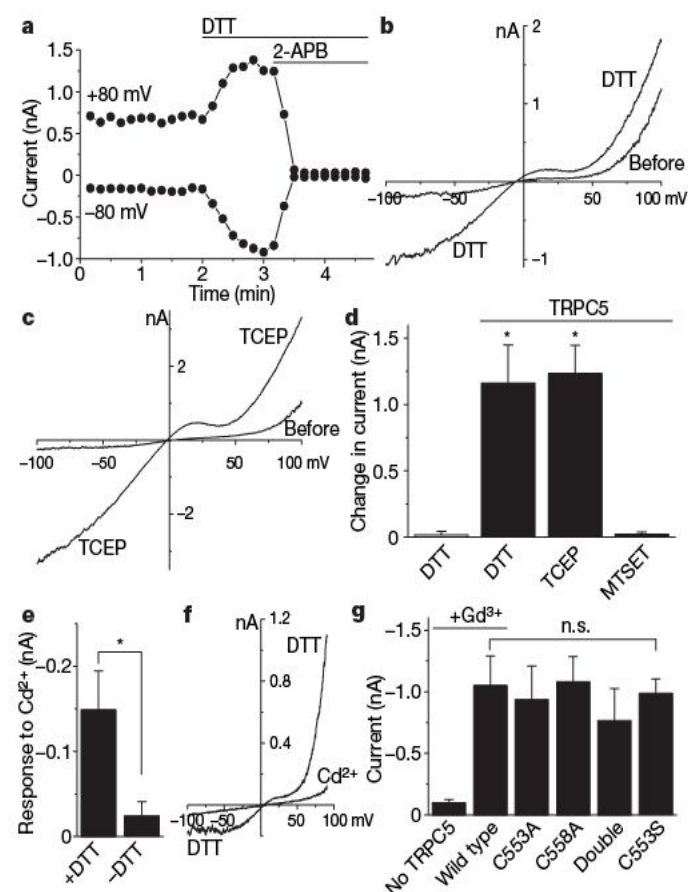 a
DTT
2-APB
1.5
1.0
0.5
0
−0.5
−1.0
+80 mV
−80 mV
Current (nA)
0 1 2 3 4
Time (min)
b
nA
2
1
−1
DTT
Before
−100 −50 50 100 mV
DTT
c
nA
2
−2
TCEP
Before
−100 −50 50 100 mV
TCEP
d
TRPC5
* *
Change in current (nA)
1.5
1.0
0.5
0
DTT DTT TCEP MTSET
e
*
Response to Cd²⁺ (nA)
−0.2
−0.1
0
+DTT −DTT
f
nA
1.2
0.8
0.4
DTT
Cd²⁺
−100 −50 50 100 mV
DTT
g
+Gd³⁺
n.s.
Current (nA)
−1.5
−1.0
−0.5
0
No TRPC5 Wild type C553A C558A Double C553S